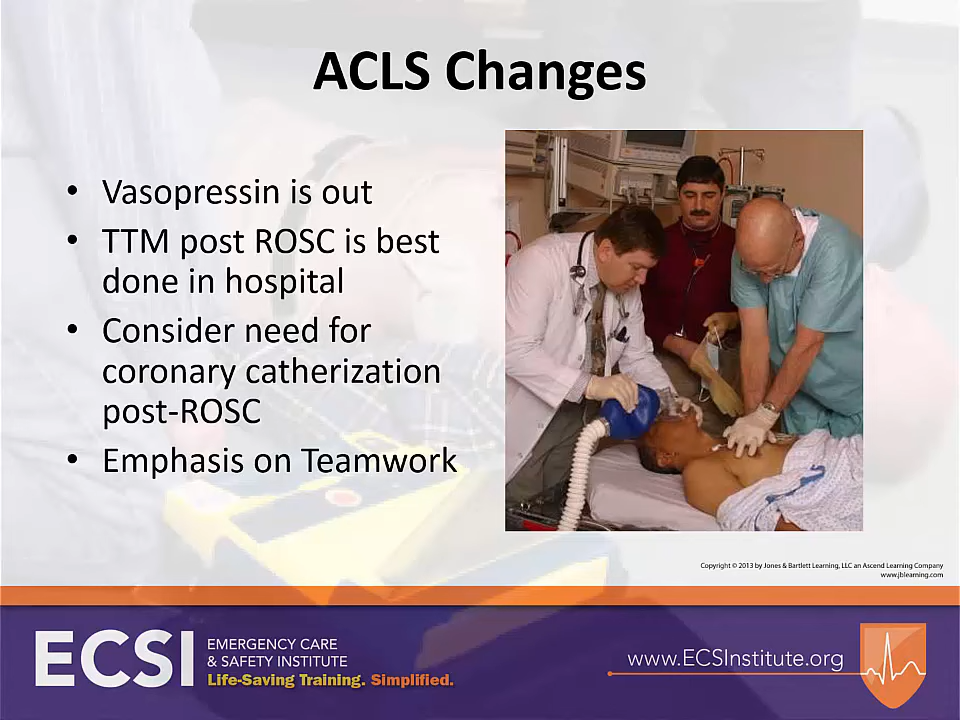 ACLS Changes
• Vasopressin is out
• TTM post ROSC is best
done in hospital
• Consider need for
coronary catherization
post-ROSC
• Emphasis on Teamwork
Copyright © 2013 by Jones & Bartlett Learning, LLC an Ascend Learning Company
www.jblearning.com
ECSI
EMERGENCY CARE
& SAFETY INSTITUTE
Life-Saving Training. Simplified.
www.ECSInstitute.org